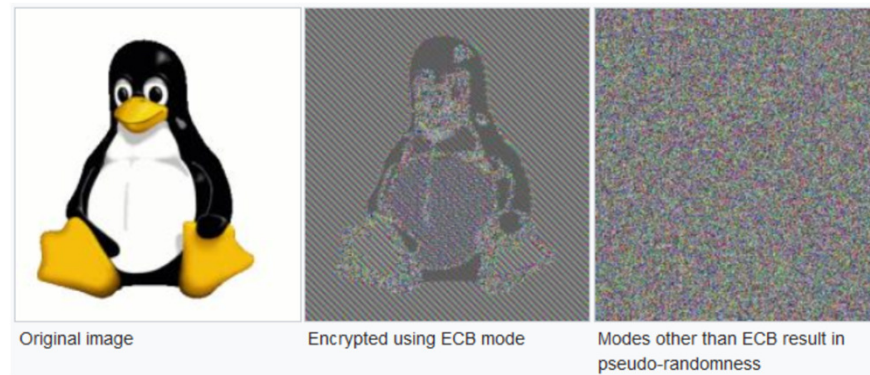 Original image
Encrypted using ECB mode
Modes other than ECB result in
pseudo-randomness